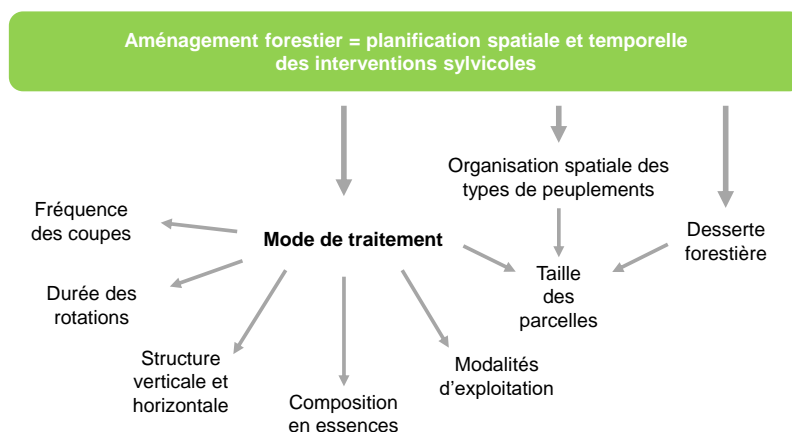 Aménagement forestier = planification spatiale et temporelle
des interventions sylvicoles
Organisation spatiale des
types de peuplements
Fréquence
des coupes
Mode de traitement
Desserte
forestière
Durée des
rotations
Taille
des
parcelles
Structure
verticale et
horizontale
Composition
en essences
Modalités
d'exploitation